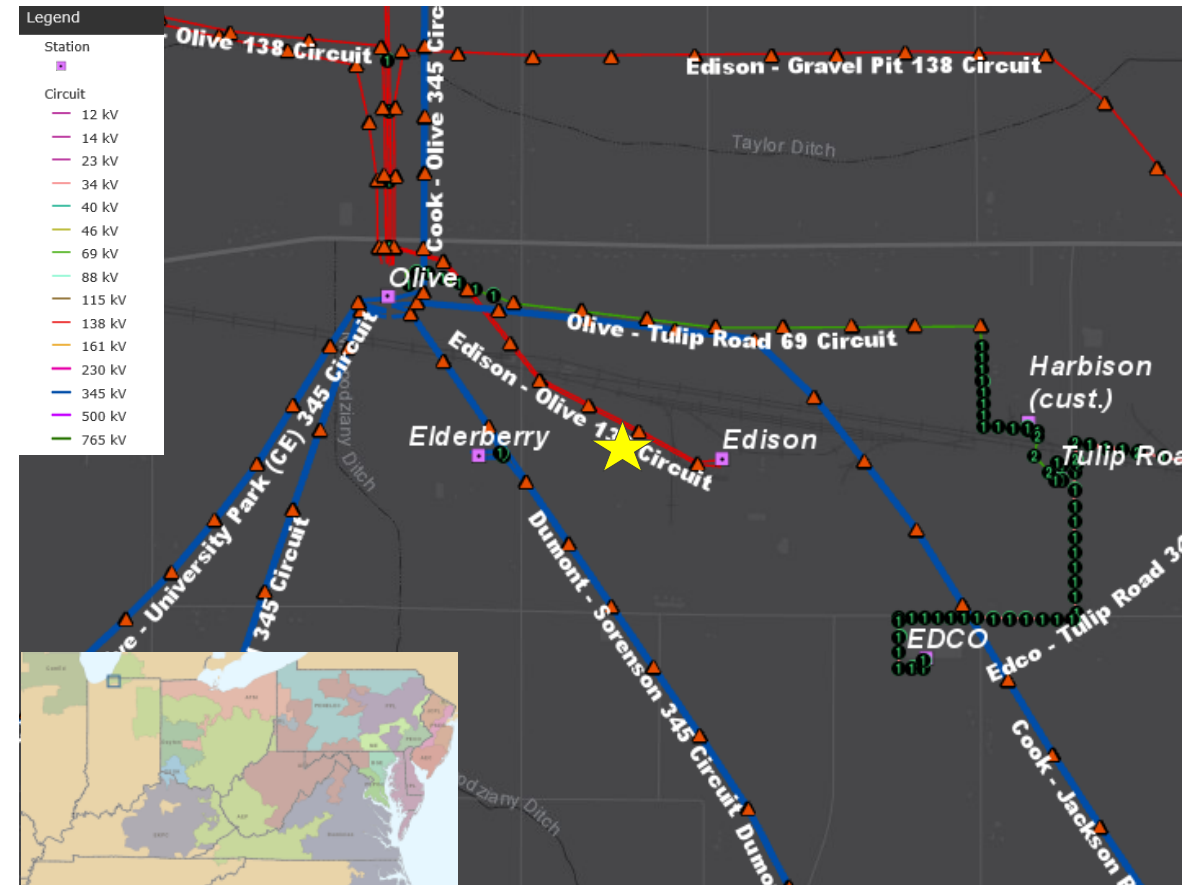 Legend
Station
Circuit
12 kV
14 kV
23 kV
34 kV
40 kV
46 kV
69 kV
88 kV
115 kV
138 kV
161 kV
230 kV
345 kV
500 kV
765 kV
- Olive 138 Circuit
Cook - Olive 345 Circ
Edison - Gravel Pit 138 Circuit
Taylor Ditch
Olive
Olive - Tulip Road 69 Circuit
Edison - Olive 13 Circuit
Harbison
(cust.)
Elderberry
Edison
Tulip Roa
odziany Ditch
ve - University Park (CE) 345 Circuit
345 Circuit
Dumont - Sorenson 345 Circuit
Dumo
EDCO
Edco - Tulip Road 34
Cook - Jackson R
odziany Ditch